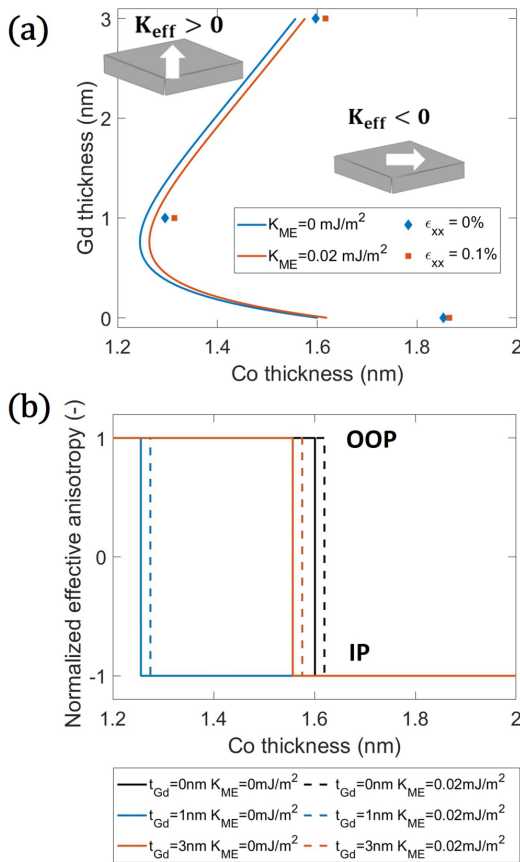 (a)
K_eff > 0
K_eff < 0
Gd thickness (nm)
3
2
1
0
K_ME=0 mJ/m²
ϵ_xx = 0%
K_ME=0.02 mJ/m²
ϵ_xx = 0.1%
1.2 1.4 1.6 1.8 2
Co thickness (nm)
(b)
Normalized effective anisotropy (-)
1
0
-1
OOP
IP
1.2 1.4 1.6 1.8 2
Co thickness (nm)
t_Gd=0nm K_ME=0mJ/m² t_Gd=0nm K_ME=0.02mJ/m²
t_Gd=1nm K_ME=0mJ/m² t_Gd=1nm K_ME=0.02mJ/m²
t_Gd=3nm K_ME=0mJ/m² t_Gd=3nm K_ME=0.02mJ/m²